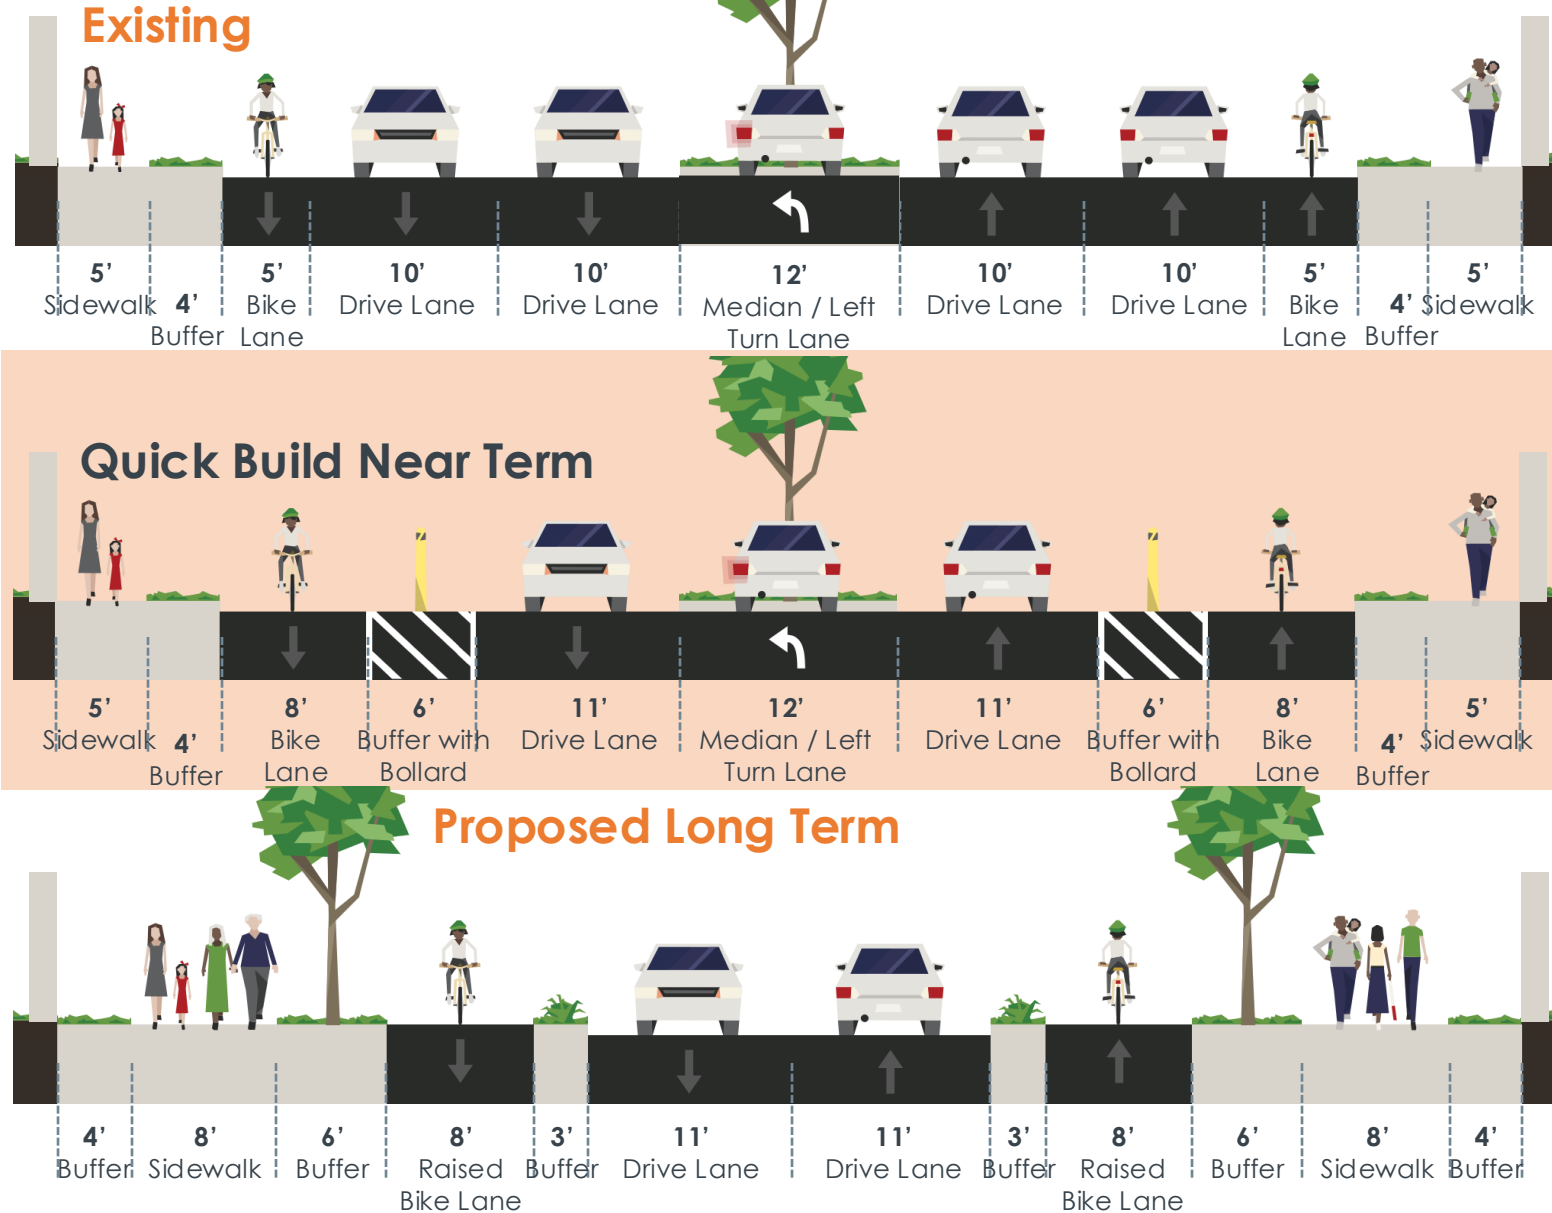 Existing
5’
Sidewalk
4’
Buffer
5’
Bike
Lane
10’
Drive Lane
10’
Drive Lane
12’
Median / Left
Turn Lane
10’
Drive Lane
10’
Drive Lane
5’
Bike
Lane
4’
Buffer
5’
Sidewalk
Quick Build Near Term
5’
Sidewalk
4’
Buffer
8’
Bike
Lane
6’
Buffer with
Bollard
11’
Drive Lane
12’
Median / Left
Turn Lane
11’
Drive Lane
6’
Buffer with
Bollard
8’
Bike
Lane
4’
Buffer
5’
Sidewalk
Proposed Long Term
4’
Buffer
8’
Sidewalk
6’
Buffer
8’
Raised
Bike Lane
3’
Buffer
11’
Drive Lane
11’
Drive Lane
3’
Buffer
8’
Raised
Bike Lane
6’
Buffer
8’
Sidewalk
4’
Buffer